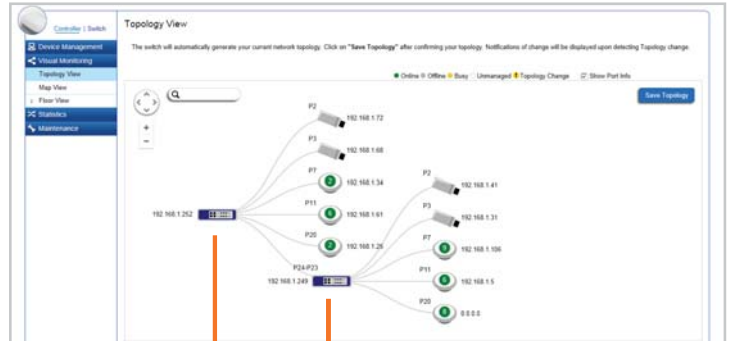 Topology View
Controller | Switch
The switch will automatically generate your current network topology. Click on "Save Topology" after confirming your topology. Notifications of change will be displayed upon detecting Topology change.
Device Management
Visual Monitoring
Topology View
Map View
Floor View
Statistics
Maintenance
Online Offline Busy Unmanaged Topology Change Show Port Info
Save Topology
P2
192.168.1.72
P3
192.168.1.68
P7
2 192.168.1.34
P11
6 192.168.1.61
192.168.1.252
P20
2 192.168.1.26
P24-P23
192.168.1.249
P2
192.168.1.41
P3
192.168.1.31
P7
192.168.1.106
P11
6 192.168.1.5
P20
0.0.0.0